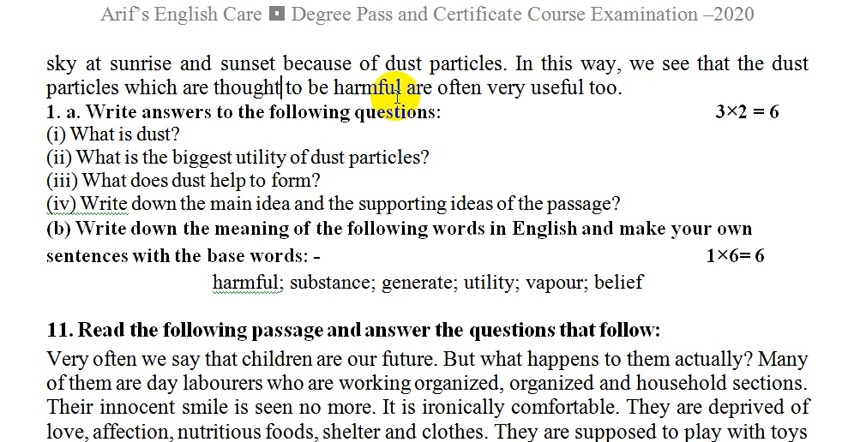 Arif's English Care ◘ Degree Pass and Certificate Course Examination –2020
sky at sunrise and sunset because of dust particles. In this way, we see that the dust
particles which are thought to be harmful are often very useful too.
1. a. Write answers to the following questions: 3×2 = 6
(i) What is dust?
(ii) What is the biggest utility of dust particles?
(iii) What does dust help to form?
(iv) Write down the main idea and the supporting ideas of the passage?
(b) Write down the meaning of the following words in English and make your own
sentences with the base words: - 1×6= 6
harmful; substance; generate; utility; vapour; belief
11. Read the following passage and answer the questions that follow:
Very often we say that children are our future. But what happens to them actually? Many
of them are day labourers who are working organized, organized and household sections.
Their innocent smile is seen no more. It is ironically comfortable. They are deprived of
love, affection, nutritious foods, shelter and clothes. They are supposed to play with toys